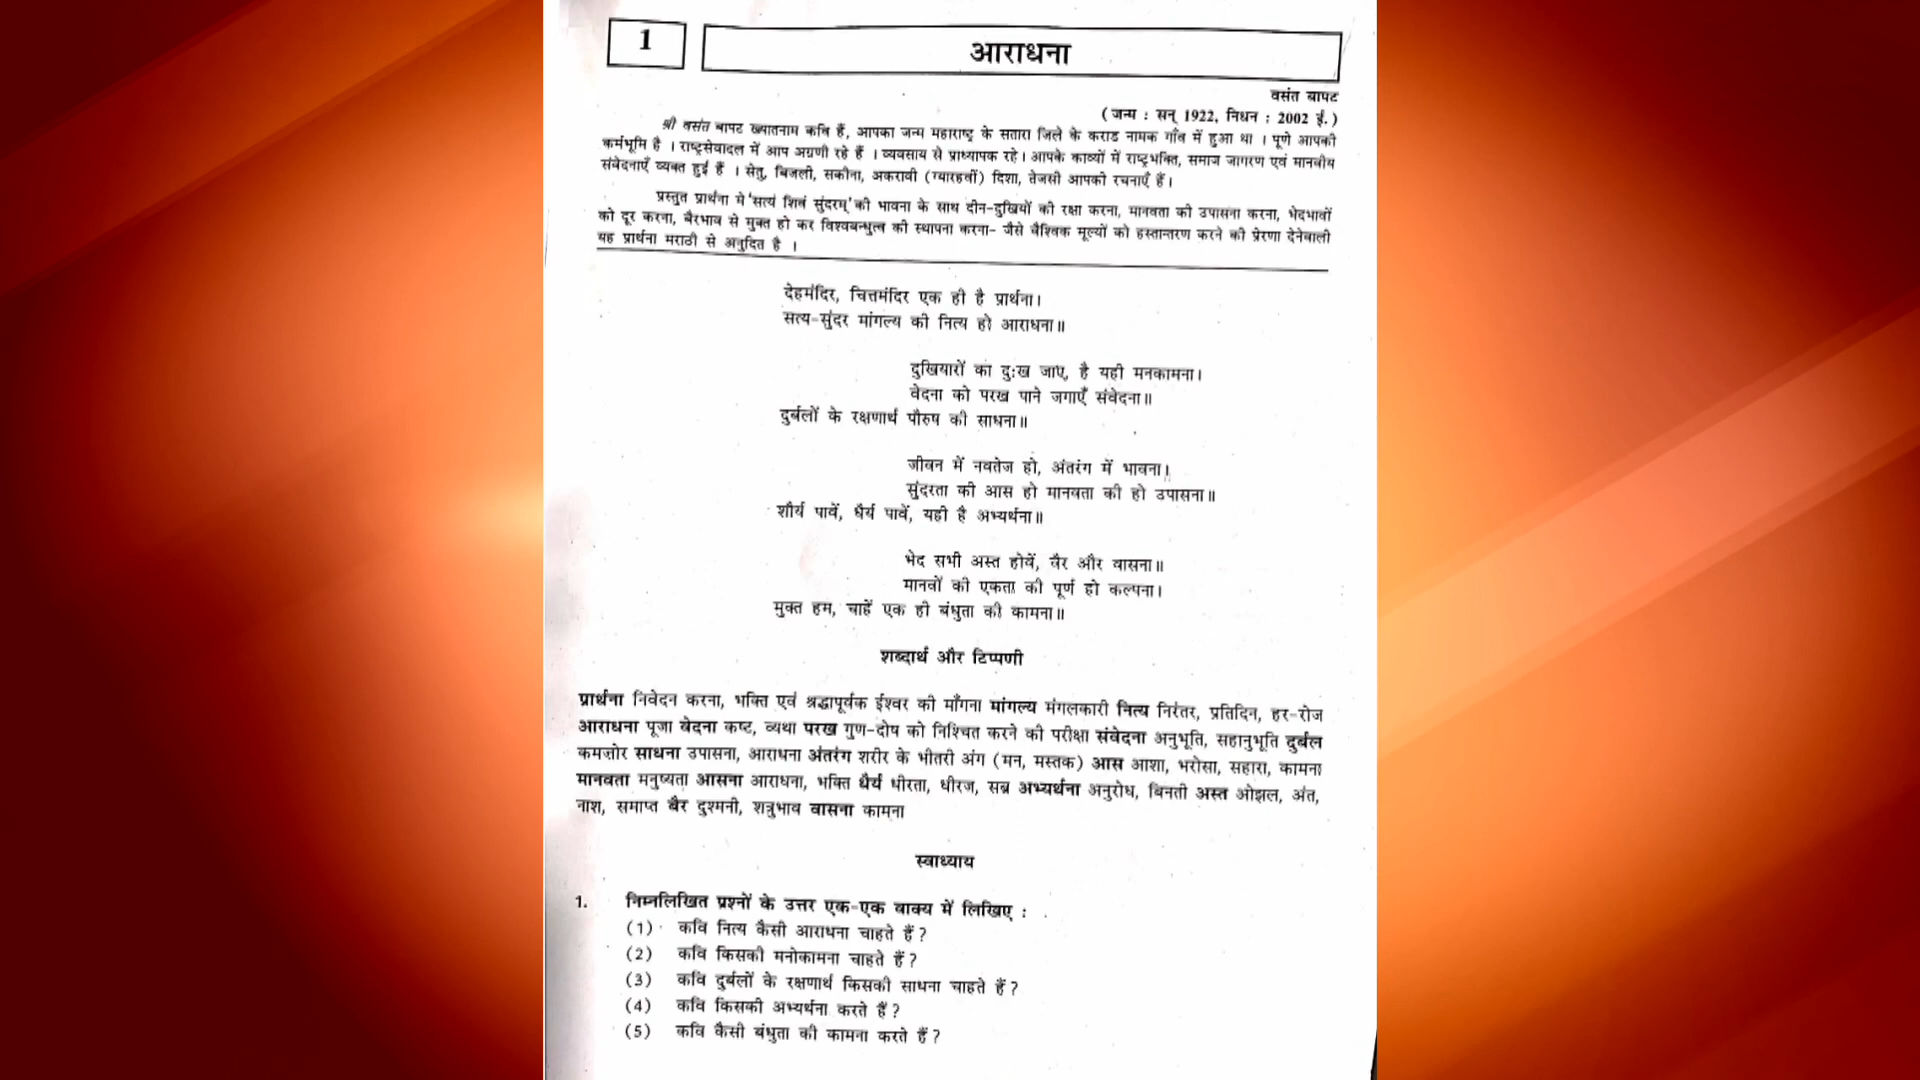 1
आराधना
वसंत बापट
( जन्म : सन् 1922, निधन : 2002 ई. )
श्री वसंत बापट ख्यातनाम कवि हैं, आपका जन्म महाराष्ट्र के सतारा जिले के कराड नामक गाँव में हुआ था । पूणे आपकी
कर्मभूमि है । राष्ट्रसेवादल में आप अग्रणी रहे हैं । व्यवसाय से प्राध्यापक रहे। आपके काव्यों में राष्ट्रभक्ति, समाज जागरण एवं मानवीय
संवेदनाएँ व्यक्त हुई हैं । सेतु, बिजली, सकीना, अकरावी (ग्यारहवीं) दिशा, तेजसी आपकी रचनाएँ हैं।
प्रस्तुत प्रार्थना मे 'सत्यं शिवं सुंदरम्' की भावना के साथ दीन-दुखियों की रक्षा करना, मानवता की उपासना करना, भेदभावों
को दूर करना, बैरभाव से मुक्त हो कर विश्वबन्धुत्व की स्थापना करना- जैसे वैश्विक मूल्यों को हस्तान्तरण करने की प्रेरणा देनेवाली
यह प्रार्थना मराठी से अनुदित है ।
देहमंदिर, चित्तमंदिर एक ही है प्रार्थना।
सत्य-सुंदर मांगल्य की नित्य हो आराधना॥
दुखियारों का दुःख जाए, है यही मनकामना।
वेदना को परख पाने जगाएँ संवेदना॥
दुर्बलों के रक्षणार्थ पौरुष की साधना॥
जीवन में नवतेज हो, अंतरंग में भावना।
सुंदरता की आस हो मानवता की हो उपासना॥
शौर्य पावें, धैर्य पावें, यही है अभ्यर्थना॥
भेद सभी अस्त होवें, वैर और वासना॥
मानवों की एकता की पूर्ण हो कल्पना।
मुक्त हम, चाहें एक ही बंधुता की कामना॥
शब्दार्थ और टिप्पणी
प्रार्थना निवेदन करना, भक्ति एवं श्रद्धापूर्वक ईश्वर की माँगना मांगल्य मंगलकारी नित्य निरंतर, प्रतिदिन, हर-रोज
आराधना पूजा वेदना कष्ट, व्यथा परख गुण-दोष को निश्चित करने की परीक्षा संवेदना अनुभूति, सहानुभूति दुर्बल
कमज़ोर साधना उपासना, आराधना अंतरंग शरीर के भीतरी अंग (मन, मस्तक) आस आशा, भरोसा, सहारा, कामना
मानवता मनुष्यता आसना आराधना, भक्ति धैर्य धीरता, धीरज, सब्र अभ्यर्थना अनुरोध, बिनती अस्त ओझल, अंत,
नाश, समाप्त बैर दुश्मनी, शत्रुभाव वासना कामना
स्वाध्याय
1. निम्नलिखित प्रश्नों के उत्तर एक-एक वाक्य में लिखिए :
(1) कवि नित्य कैसी आराधना चाहते हैं ?
(2) कवि किसकी मनोकामना चाहते हैं ?
(3) कवि दुर्बलों के रक्षणार्थ किसकी साधना चाहते हैं ?
(4) कवि किसकी अभ्यर्थना करते हैं ?
(5) कवि कैसी बंधुता की कामना करते हैं ?